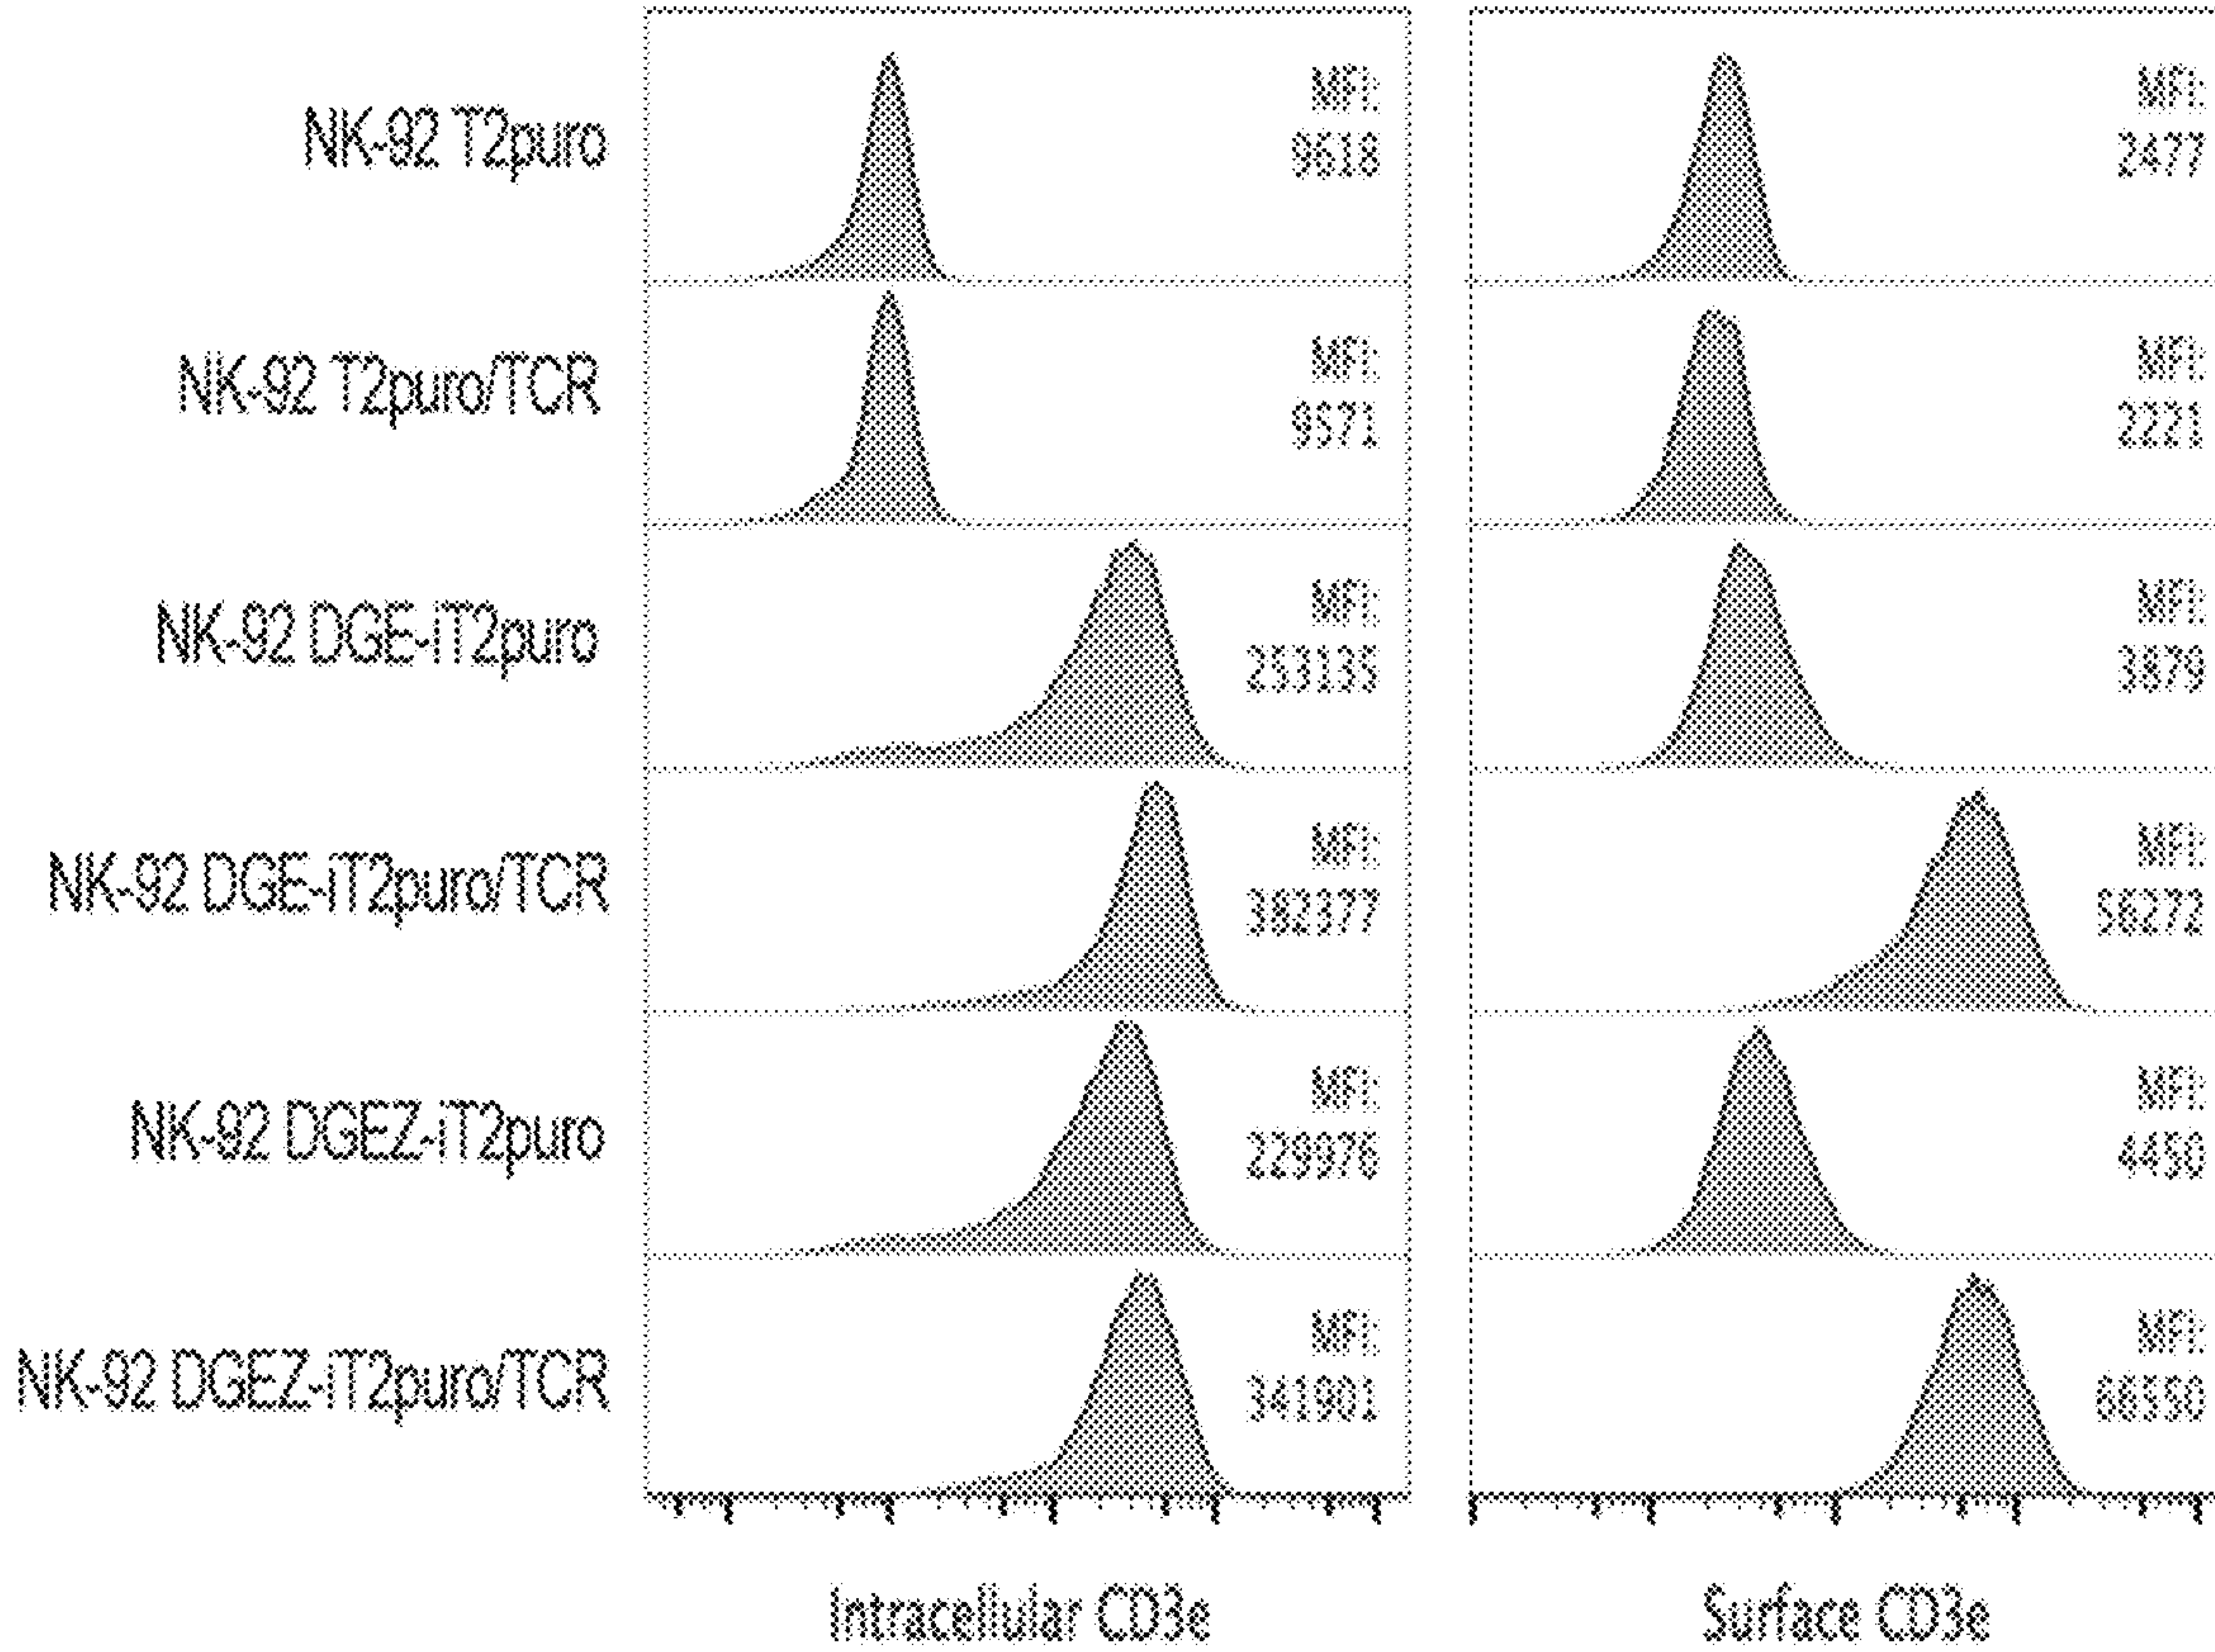 NK-92 T2puro
MFI:
9618
MFI:
2477
NK-92 T2puro/TCR
MFI:
9571
MFI:
2221
NK-92 DGE-iT2puro
MFI:
253135
MFI:
3879
NK-92 DGE-iT2puro/TCR
MFI:
382377
MFI:
56272
NK-92 DGEZ-iT2puro
MFI:
229976
MFI:
4450
NK-92 DGEZ-iT2puro/TCR
MFI:
341901
MFI:
66550
Intracellular CD3e
Surface CD3e